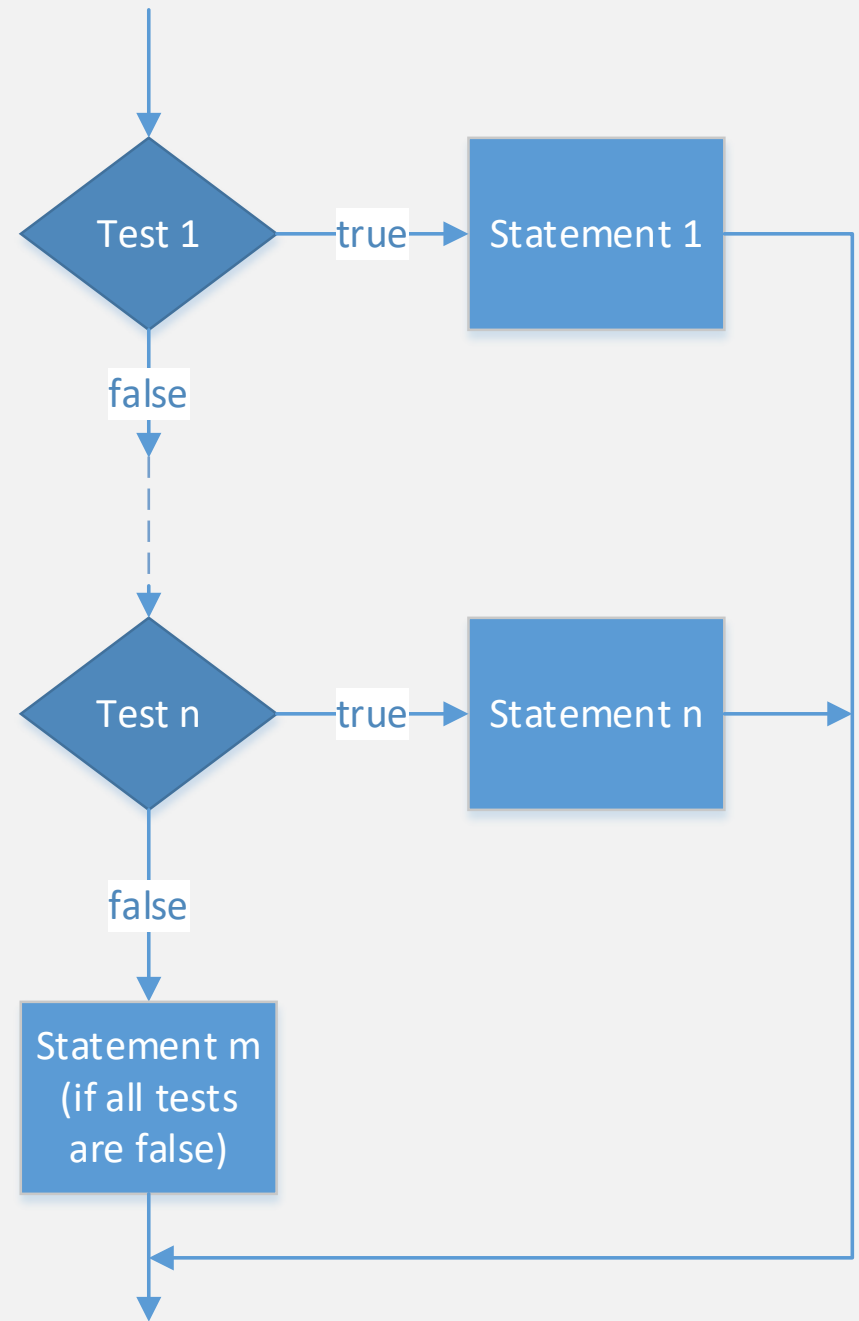 Test 1
true
Statement 1
false
Test n
true
Statement n
false
Statement m
(if all tests
are false)